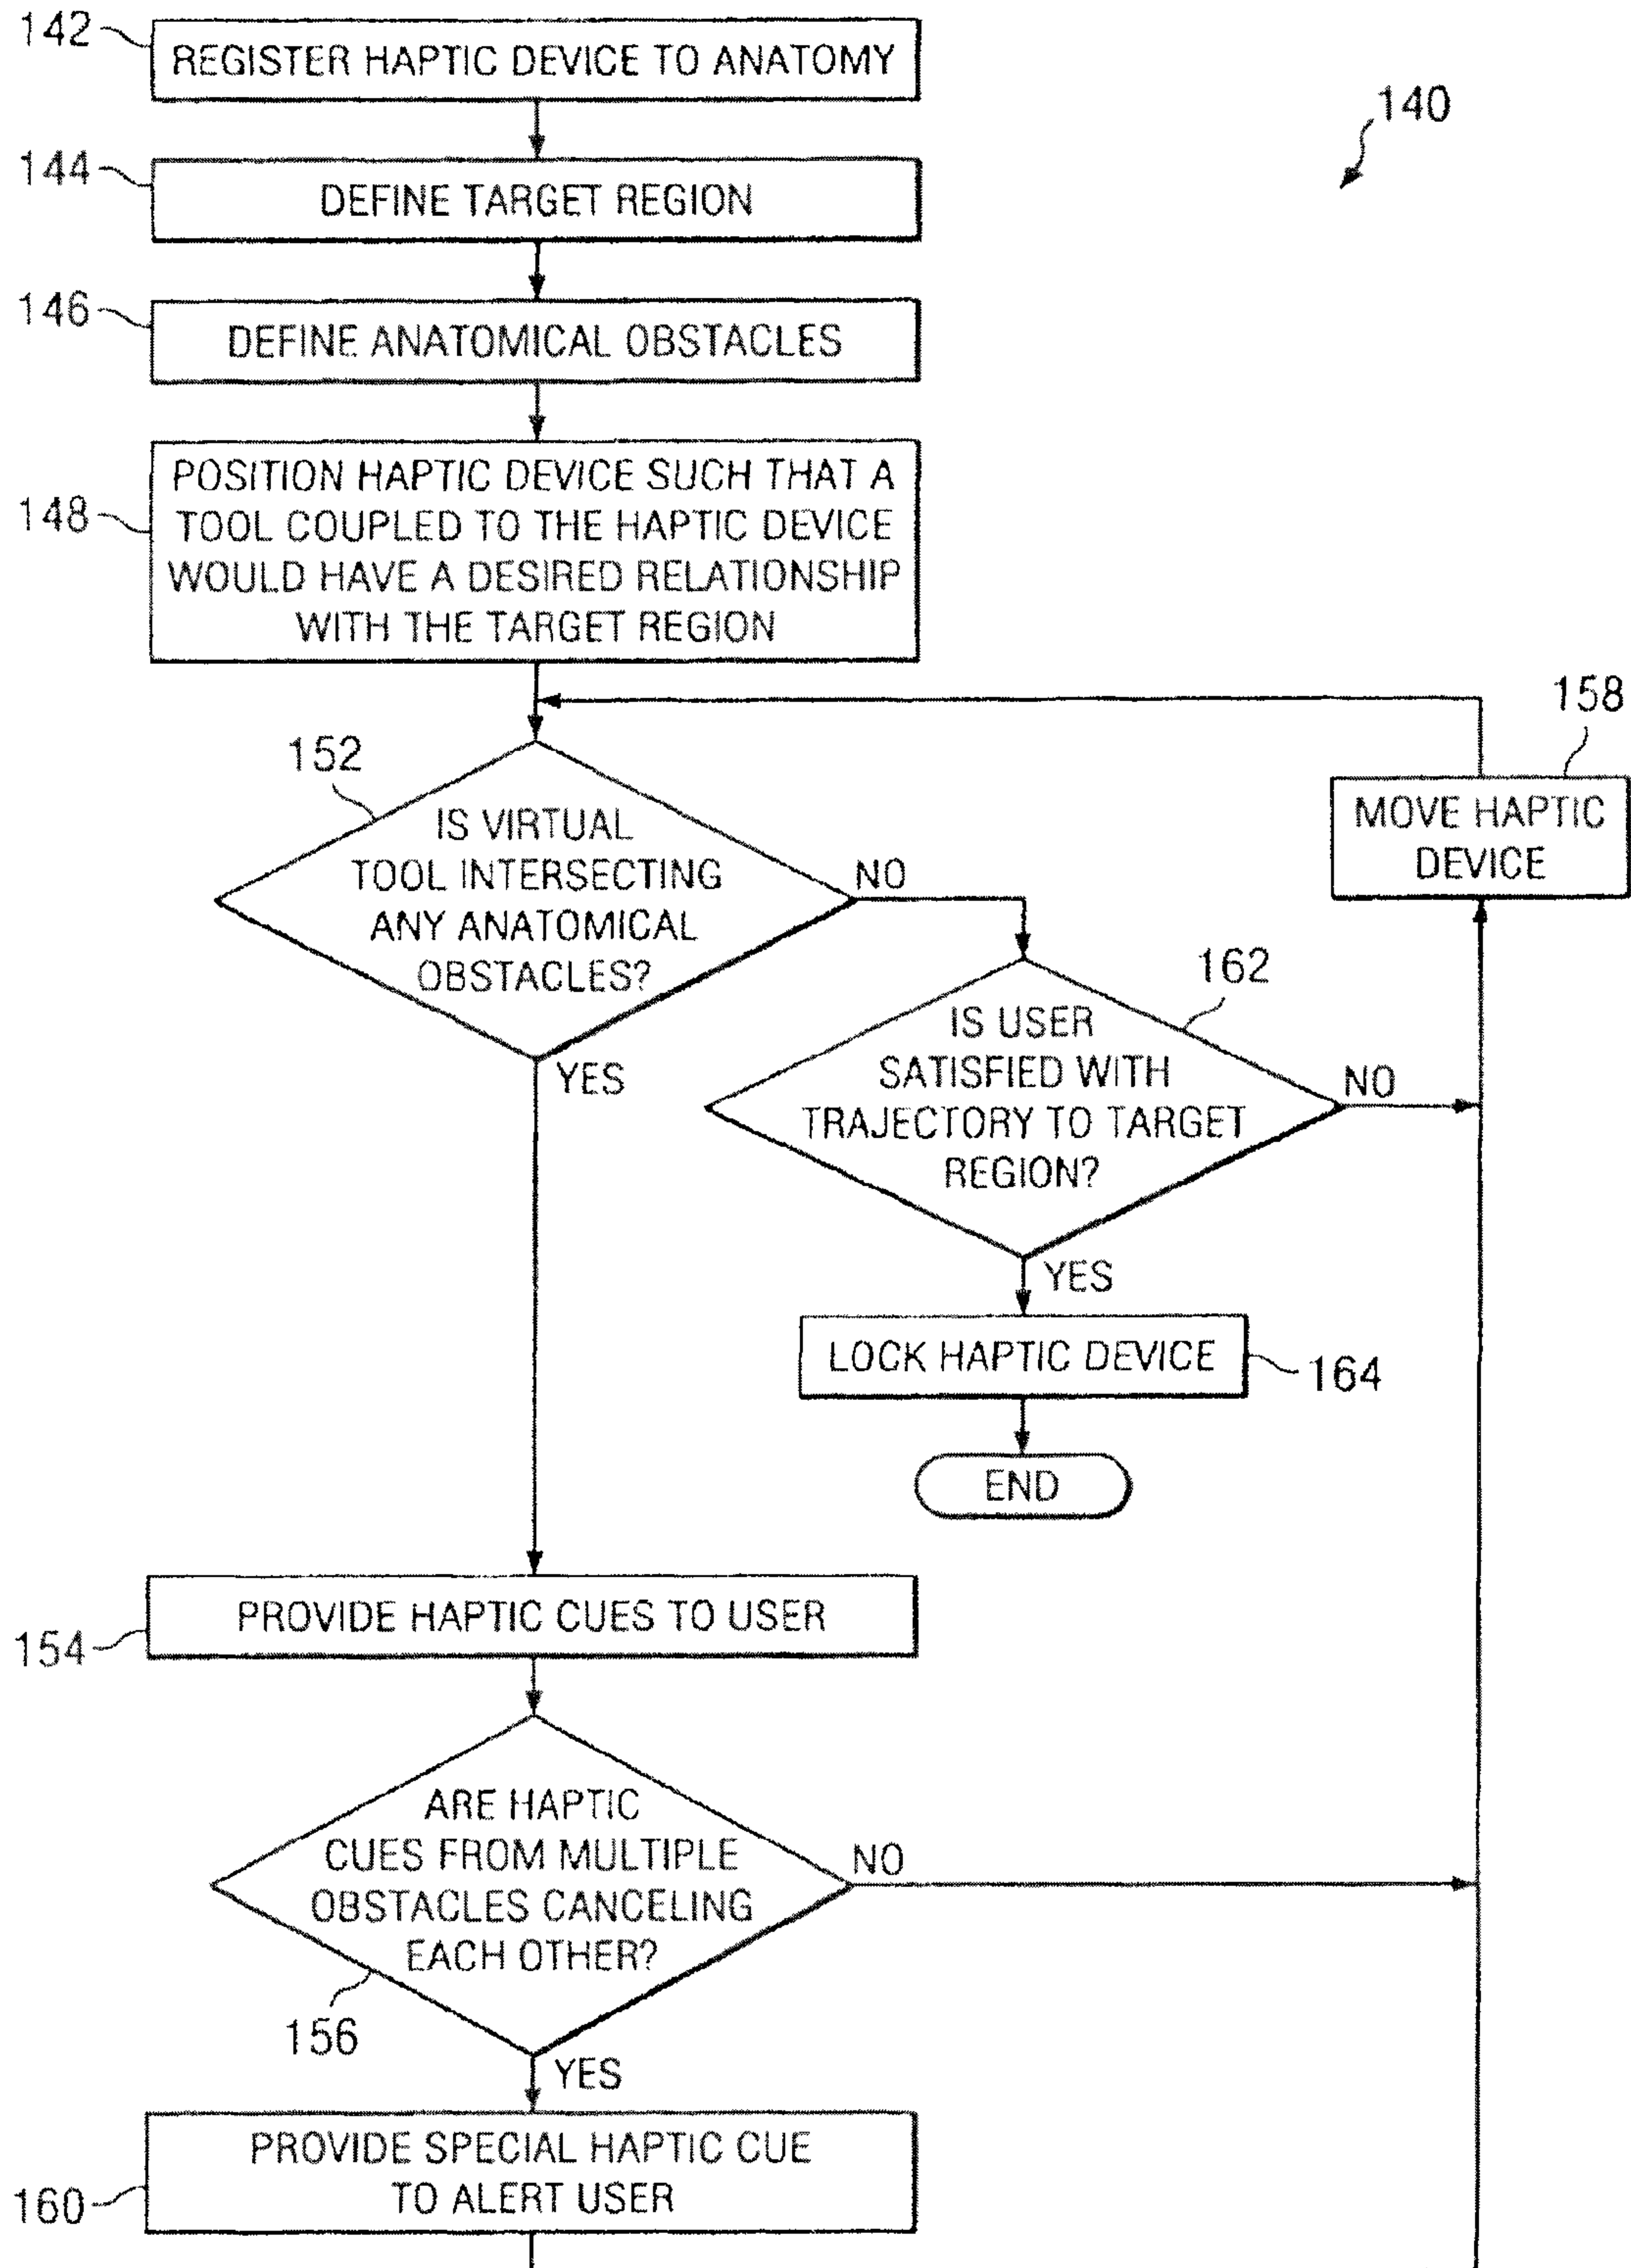 142
REGISTER HAPTIC DEVICE TO ANATOMY
140
144
DEFINE TARGET REGION
146
DEFINE ANATOMICAL OBSTACLES
148
POSITION HAPTIC DEVICE SUCH THAT A
TOOL COUPLED TO THE HAPTIC DEVICE
WOULD HAVE A DESIRED RELATIONSHIP
WITH THE TARGET REGION
158
MOVE HAPTIC
DEVICE
152
IS VIRTUAL
TOOL INTERSECTING
ANY ANATOMICAL
OBSTACLES?
NO
YES
162
IS USER
SATISFIED WITH
TRAJECTORY TO TARGET
REGION?
NO
YES
LOCK HAPTIC DEVICE
164
END
PROVIDE HAPTIC CUES TO USER
154
ARE HAPTIC
CUES FROM MULTIPLE
OBSTACLES CANCELING
EACH OTHER?
NO
156
YES
PROVIDE SPECIAL HAPTIC CUE
TO ALERT USER
160